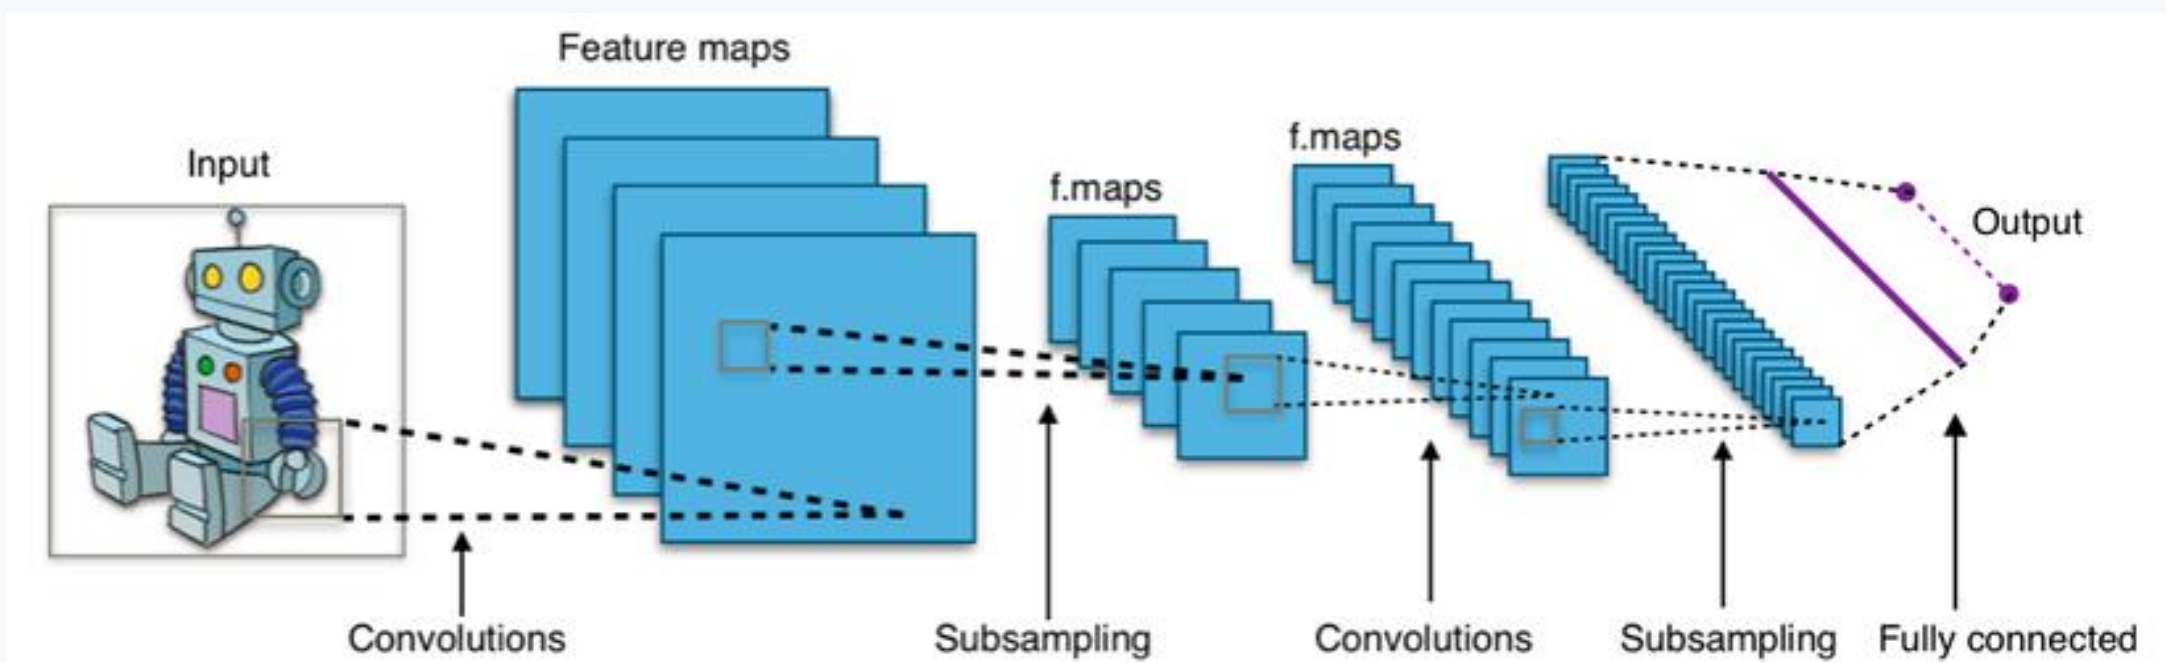 Feature maps
Input
f.maps
f.maps
Output
Convolutions
Subsampling
Convolutions
Subsampling
Fully connected